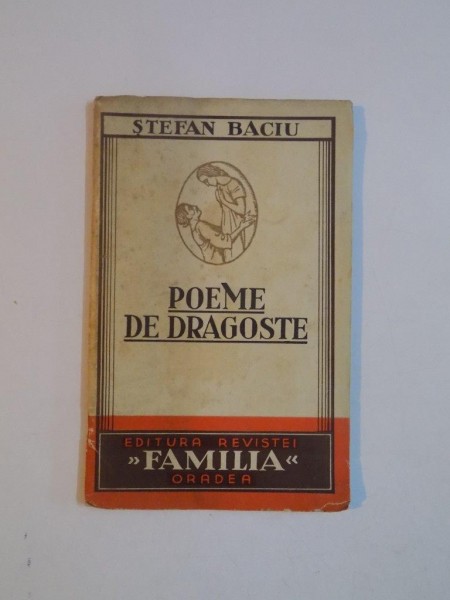 ŞTEFAN BACIU
POEME
DE DRAGOSTE
EDITURA REVISTEI
»FAMILIA«
ORADEA